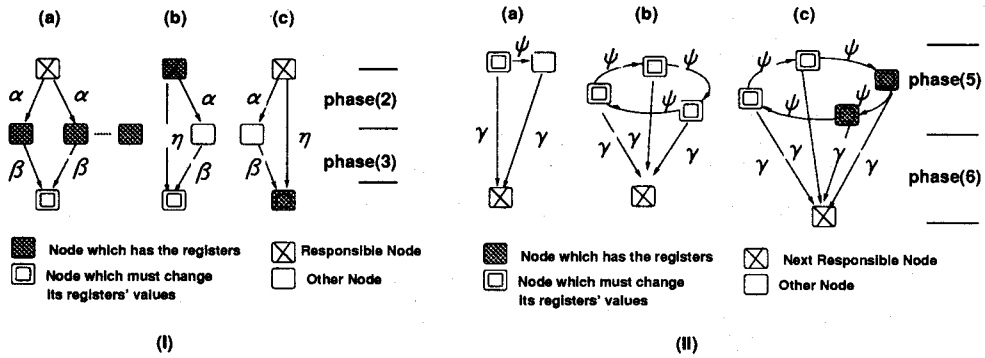 (a) (b) (c)
α α α α
phase(2)
η η
β β β β
phase(3)
Node which has the registers
Responsible Node
Node which must change
Its registers' values
Other Node
(I)
(a) (b) (c)
ψ ψ ψ ψ ψ ψ
phase(5)
ψ ψ
γ γ γ γ γ γ γ γ
phase(6)
Node which has the registers
Next Responsible Node
Node which must change
Its registers' values
Other Node
(II)